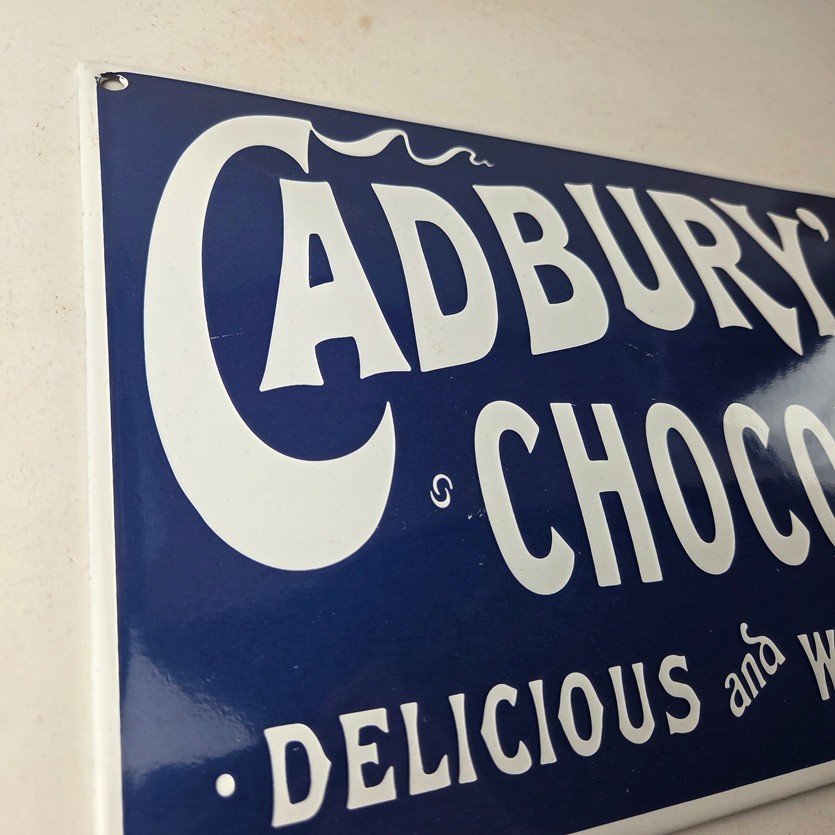 CADBURY'
CHOCO
• DELICIOUS and W